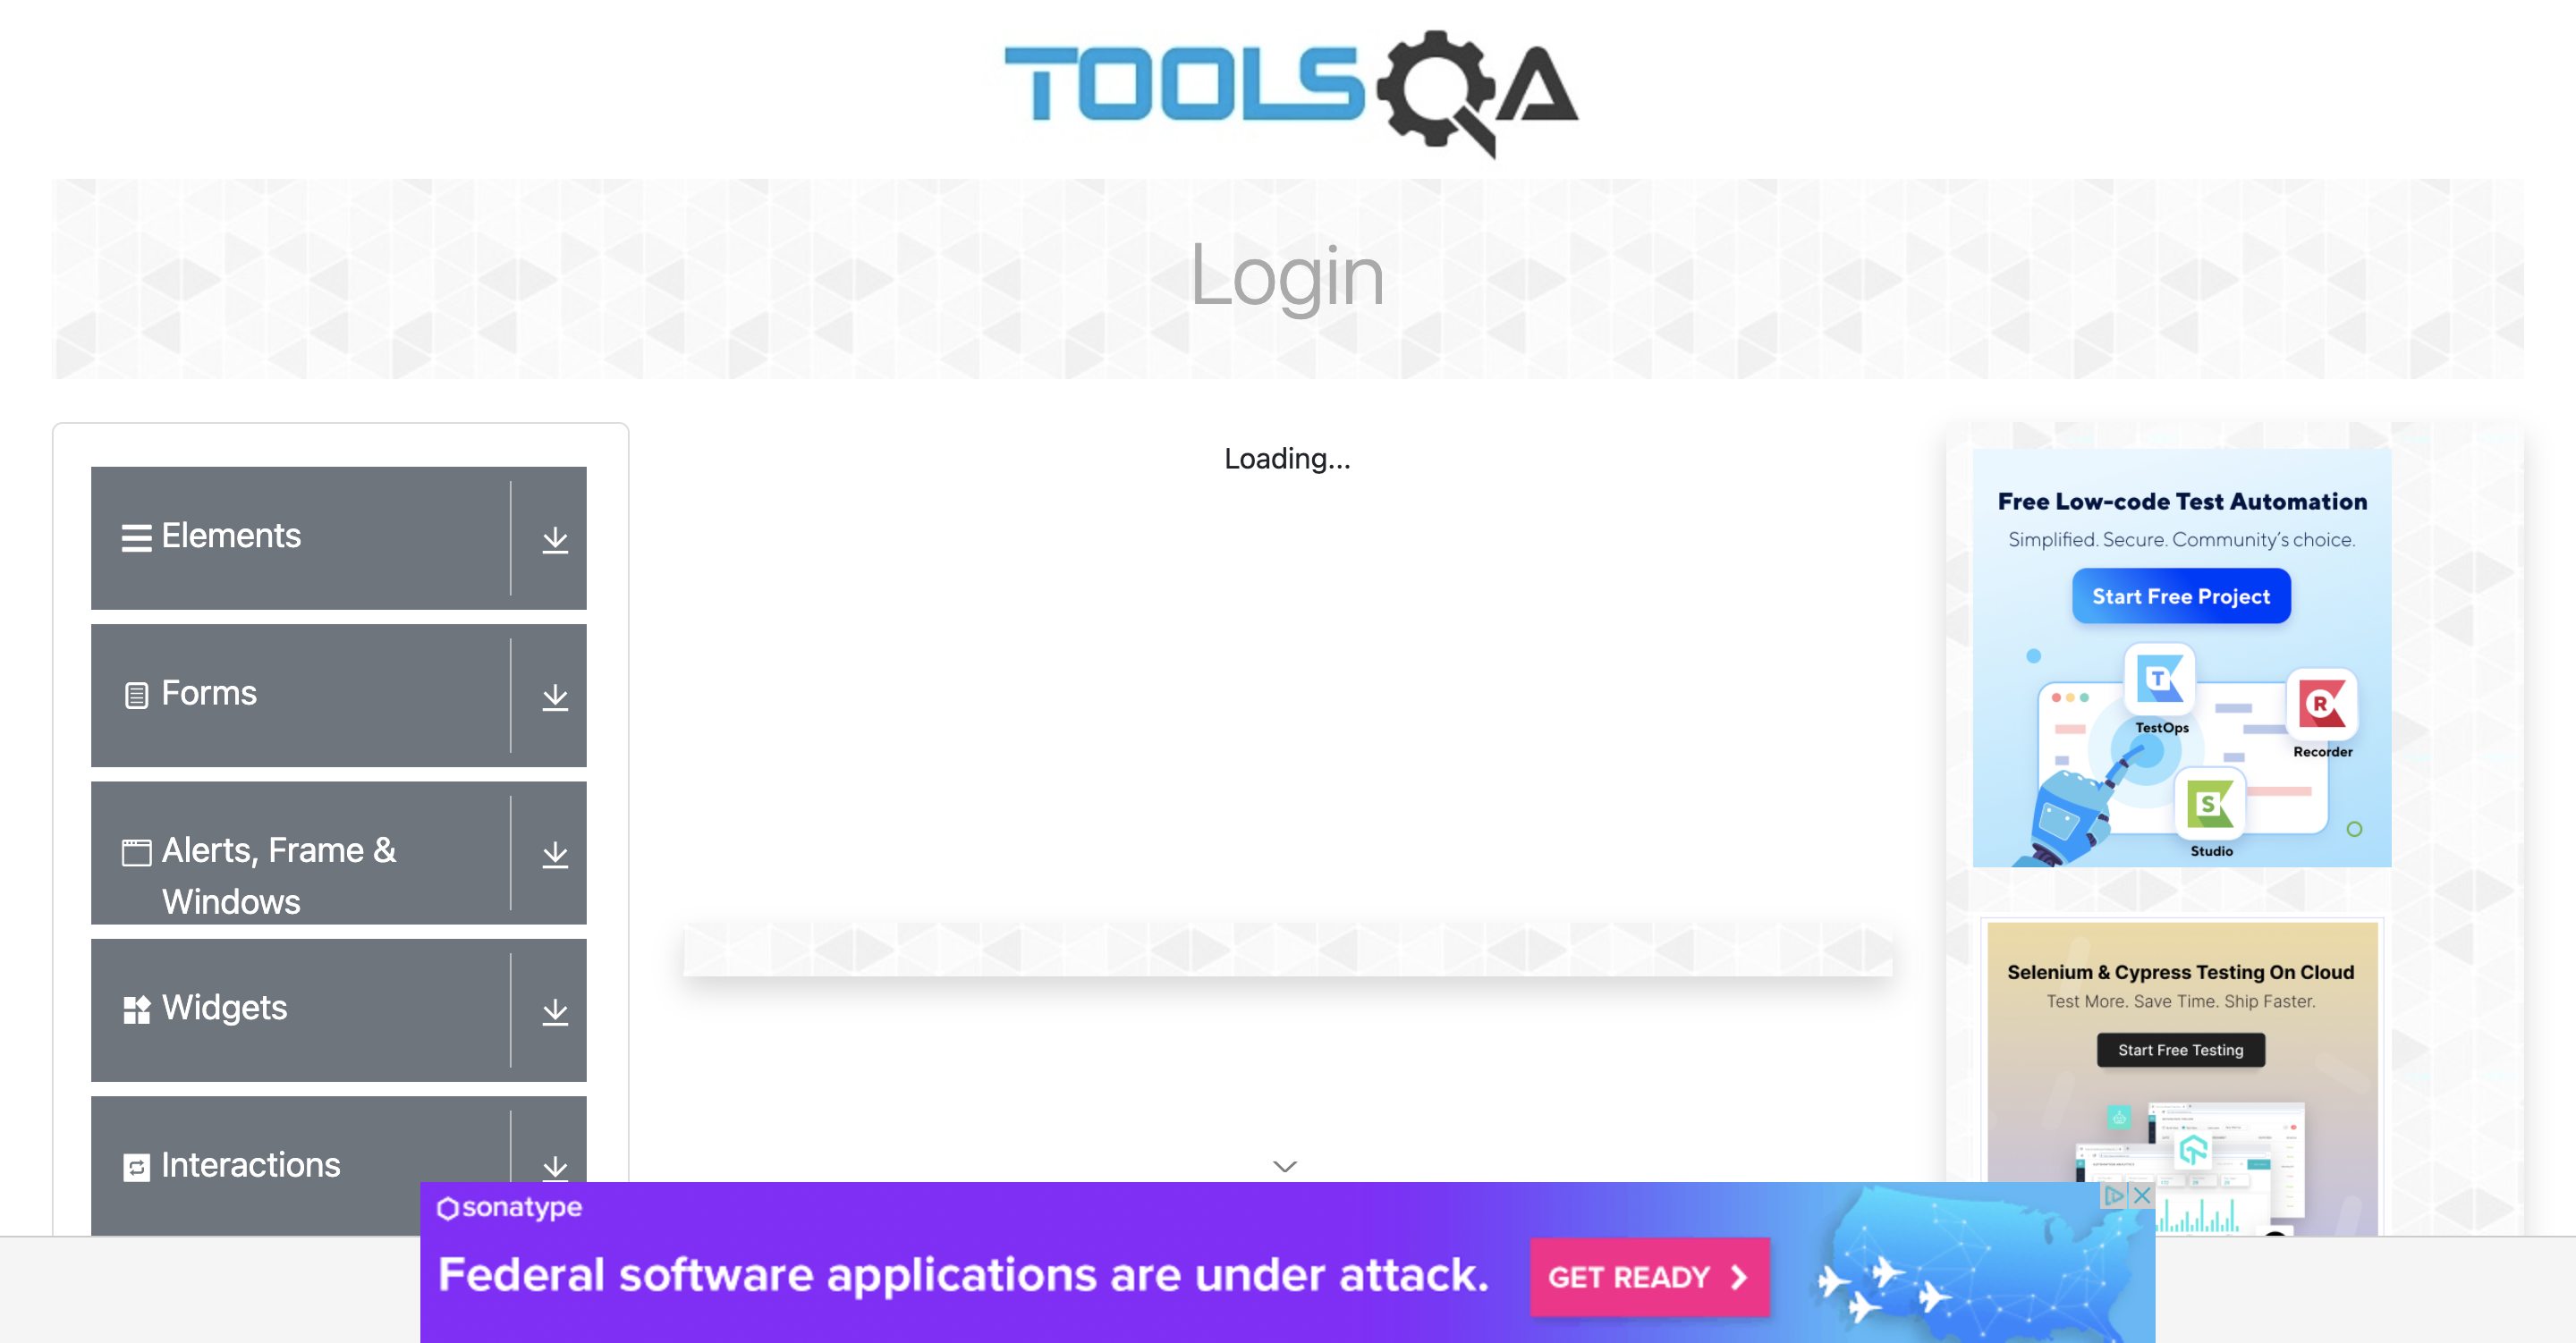 TOOLSQA
Login
Elements
Forms
Alerts, Frame &
Windows
Widgets
Interactions
Loading...
Free Low-code Test Automation
Simplified. Secure. Community's choice.
Start Free Project
T
TestOps
R
Recorder
S
Studio
Selenium & Cypress Testing On Cloud
Test More. Save Time. Ship Faster.
Start Free Testing
sonatype
Federal software applications are under attack.
GET READY